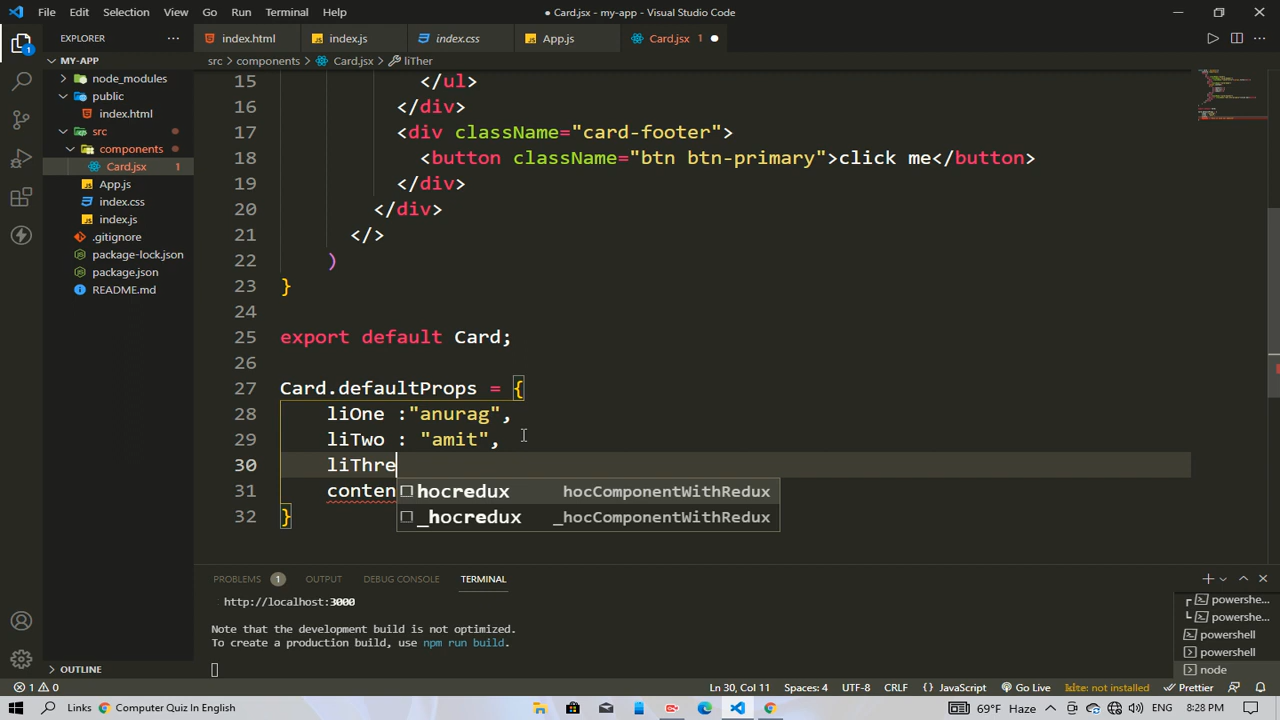 File Edit Selection View Go Run Terminal Help
● Card.jsx - my-app - Visual Studio Code
EXPLORER
index.html index.js index.css App.js Card.jsx 1
MY-APP
src > components > Card.jsx > liTher
node_modules
public
index.html
src
components
Card.jsx 1
App.js
index.css
index.js
.gitignore
package-lock.json
package.json
README.md
OUTLINE
15 </ul>
16 </div>
17 <div className="card-footer">
18 <button className="btn btn-primary">click me</button>
19 </div>
20 </div>
21 </>
22 )
23 }
24
25 export default Card;
26
27 Card.defaultProps = {
28 liOne :"anurag",
29 liTwo : "amit",
30 liThre
31 conten
32 }
hocredux hocComponentWithRedux
_hocredux _hocComponentWithRedux
PROBLEMS 1 OUTPUT DEBUG CONSOLE TERMINAL
http://localhost:3000
Note that the development build is not optimized.
To create a production build, use npm run build.
powershe...
powershe...
powershell
powershell
node
1 0
Ln 30, Col 11 Spaces: 4 UTF-8 CRLF {} JavaScript Go Live kite: not installed Prettier
Links Computer Quiz In English
69°F Haze ENG 8:28 PM
1